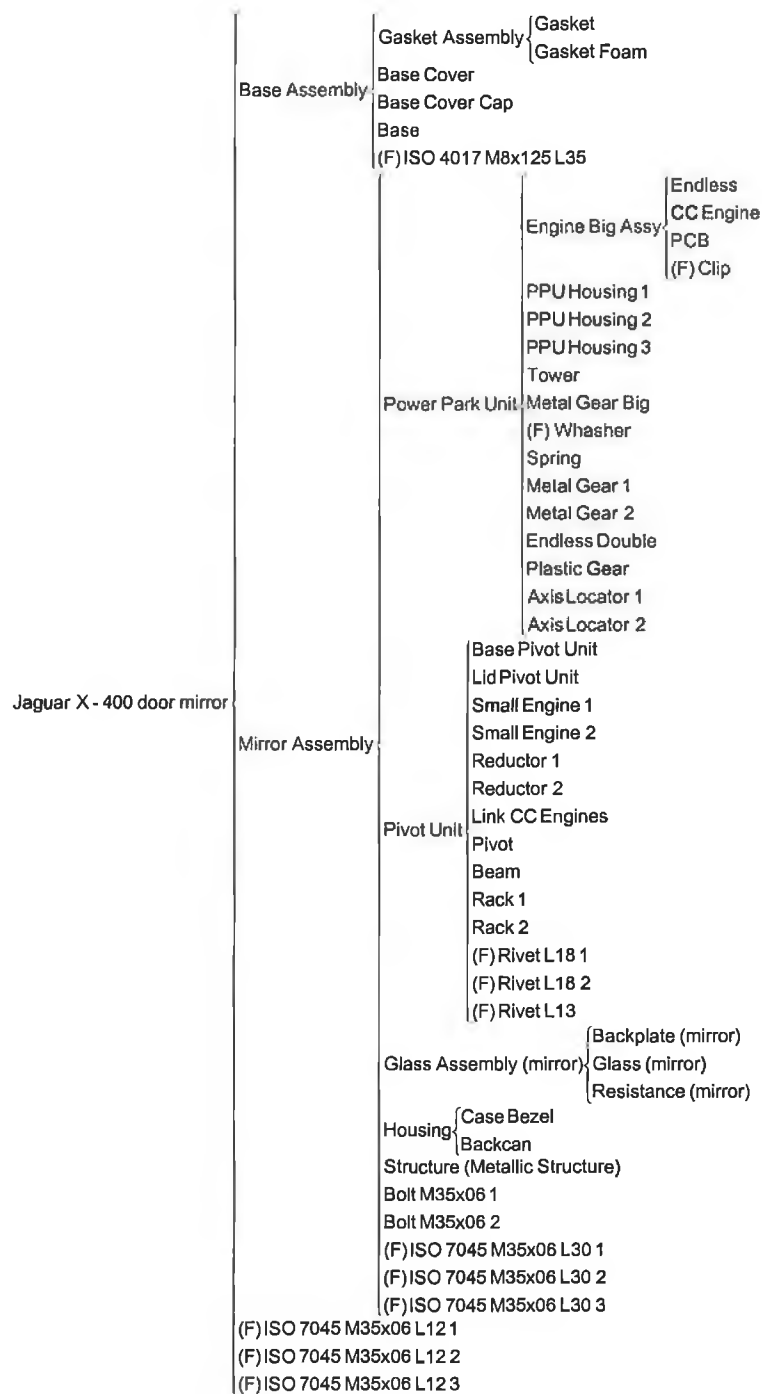 Gasket
Gasket Assembly
Gasket Foam
Base Cover
Base Assembly
Base Cover Cap
Base
(F) ISO 4017 M8x125 L35
Endless
CC Engine
Engine Big Assy
PCB
(F) Clip
PPU Housing 1
PPU Housing 2
PPU Housing 3
Tower
Power Park Unit
Metal Gear Big
(F) Whasher
Spring
Metal Gear 1
Metal Gear 2
Endless Double
Plastic Gear
Axis Locator 1
Axis Locator 2
Base Pivot Unit
Lid Pivot Unit
Jaguar X - 400 door mirror
Small Engine 1
Small Engine 2
Mirror Assembly
Reductor 1
Reductor 2
Link CC Engines
Pivot Unit
Pivot
Beam
Rack 1
Rack 2
(F) Rivet L18 1
(F) Rivet L18 2
(F) Rivet L13
Backplate (mirror)
Glass Assembly (mirror)
Glass (mirror)
Resistance (mirror)
Case Bezel
Housing
Backcan
Structure (Metallic Structure)
Bolt M35x06 1
Bolt M35x06 2
(F) ISO 7045 M35x06 L30 1
(F) ISO 7045 M35x06 L30 2
(F) ISO 7045 M35x06 L30 3
(F) ISO 7045 M35x06 L12 1
(F) ISO 7045 M35x06 L12 2
(F) ISO 7045 M35x06 L12 3